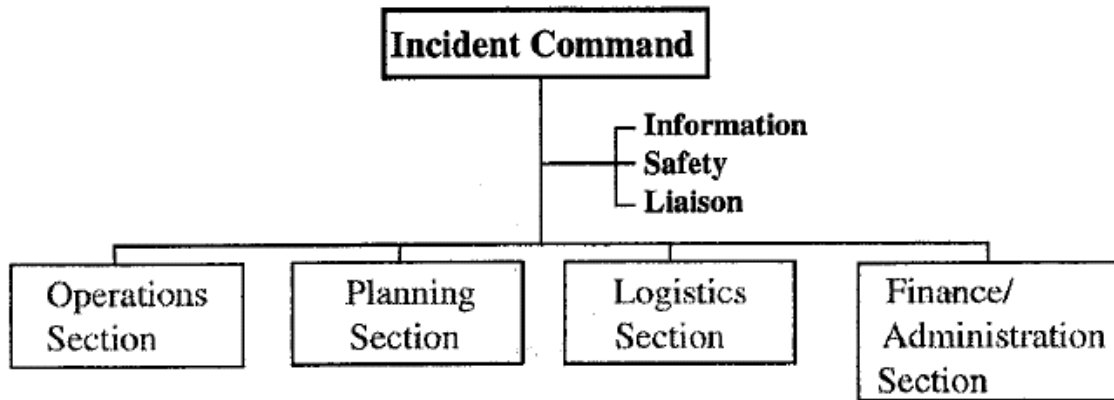 Incident Command
Information
Safety
Liaison
Operations
Section
Planning
Section
Logistics
Section
Finance/
Administration
Section